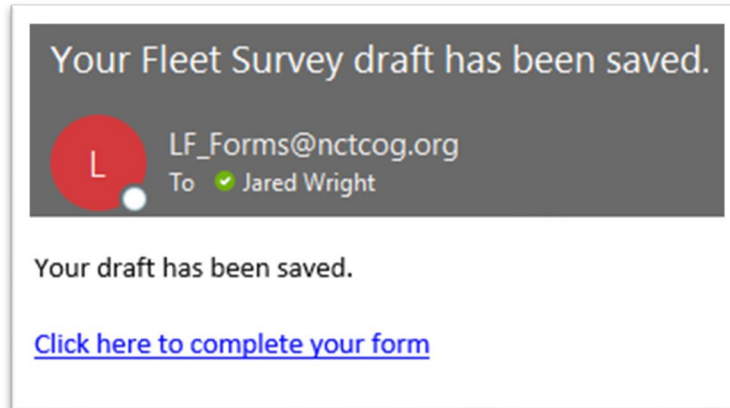 Your Fleet Survey draft has been saved.
L
LF_Forms@nctcog.org
To Jared Wright
Your draft has been saved.
Click here to complete your form